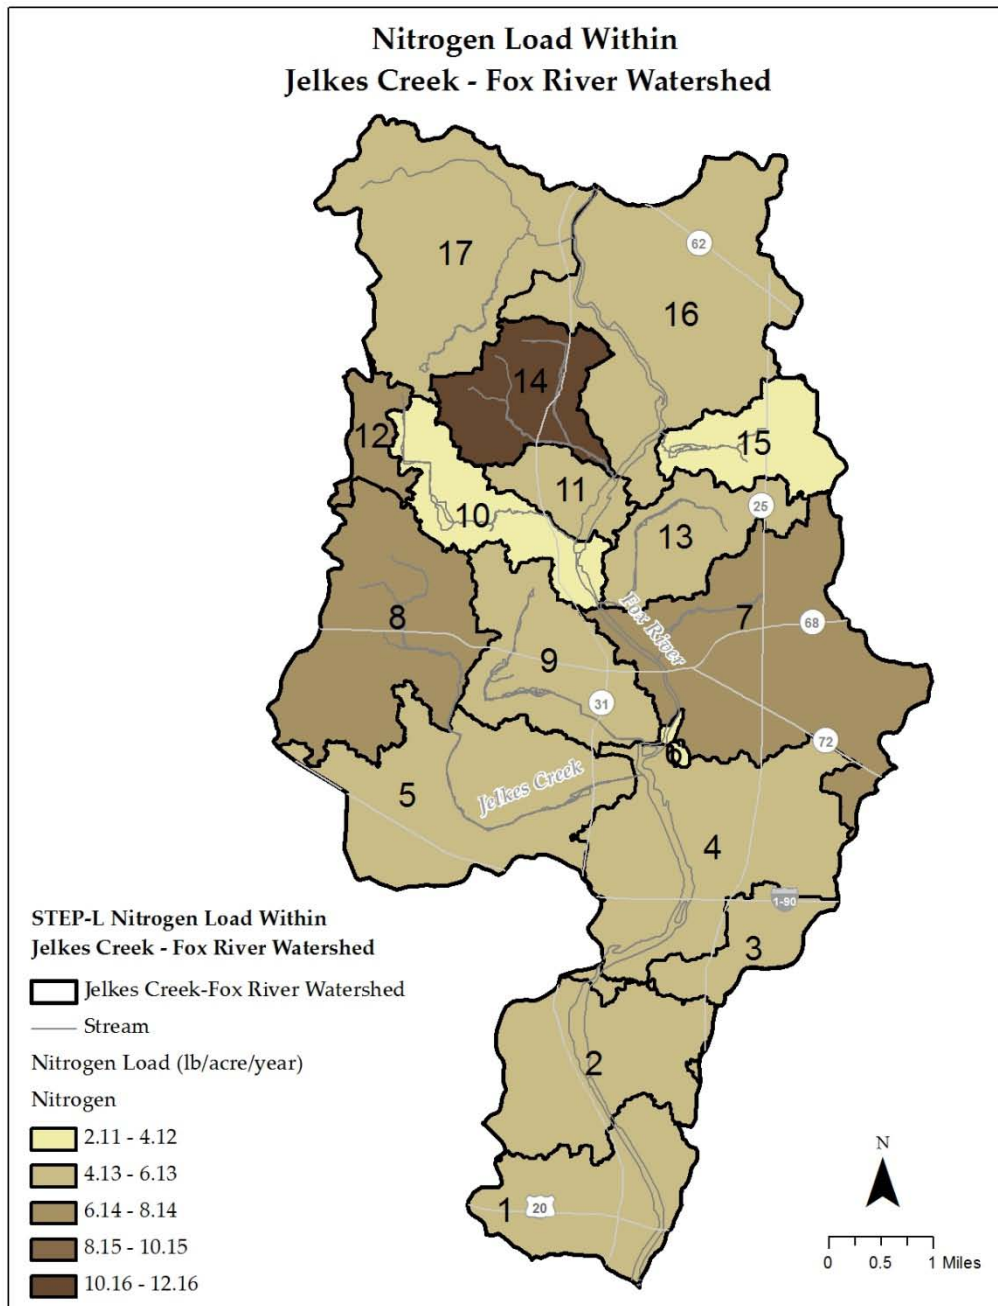 Nitrogen Load Within
Jelkes Creek - Fox River Watershed
17
62
16
14
12
15
11
10
25
13
8
7
68
Fox River
9
31
72
6
5
Jelkes Creek
4
1-90
3
2
1
20
STEP-L Nitrogen Load Within
Jelkes Creek - Fox River Watershed
Jelkes Creek-Fox River Watershed
Stream
Nitrogen Load (lb/acre/year)
Nitrogen
2.11 - 4.12
4.13 - 6.13
6.14 - 8.14
8.15 - 10.15
10.16 - 12.16
N
0 0.5 1 Miles